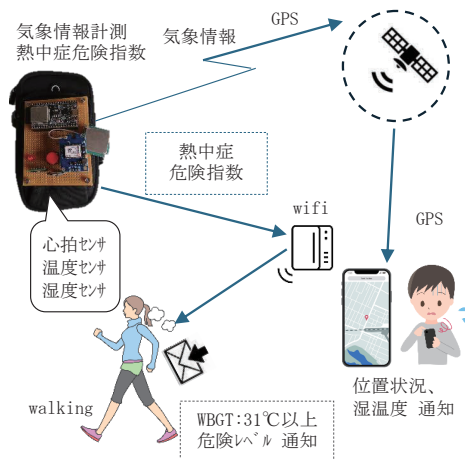 気象情報計測
熱中症危険指数
気象情報
GPS
熱中症
危険指数
wifi
GPS
心拍ｾﾝｻ
温度ｾﾝｻ
湿度ｾﾝｻ
walking
WBGT:31℃以上
危険ﾚﾍﾞﾙ 通知
位置状況、
湿温度 通知